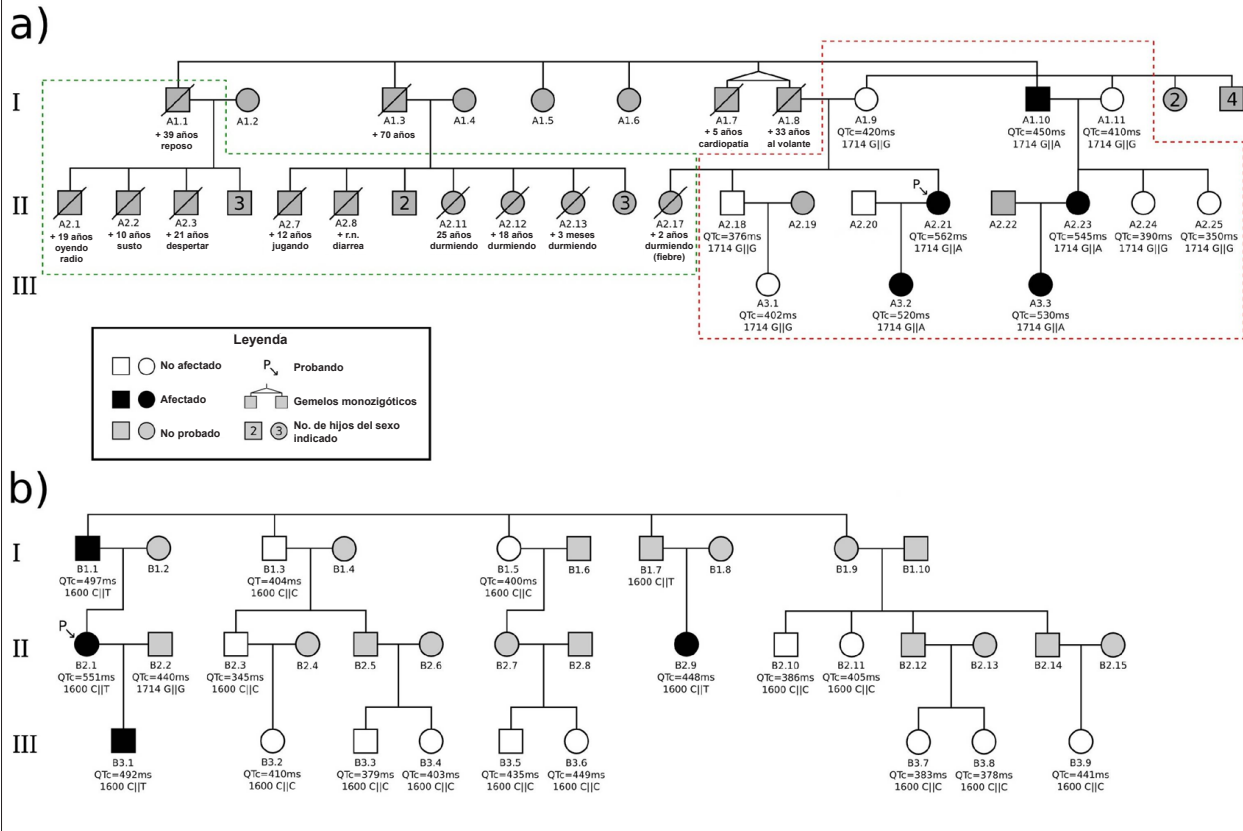 a)
I
2
4
A1.1
+ 39 años
reposo
A1.2
A1.3
+ 70 años
A1.4
A1.5
A1.6
A1.7
+ 5 años
cardiopatía
A1.8
+ 33 años
al volante
A1.9
QTc=420ms
1714 G||G
A1.10
QTc=450ms
1714 G||A
A1.11
QTc=410ms
1714 G||G
II
3
2
3
P
A2.1
+ 19 años
oyendo
radio
A2.2
+ 10 años
susto
A2.3
+ 21 años
despertar
A2.7
+ 12 años
jugando
A2.8
+ r.n.
diarrea
A2.11
25 años
durmiendo
A2.12
+ 18 años
durmiendo
A2.13
+ 3 meses
durmiendo
A2.17
+ 2 años
durmiendo
(fiebre)
A2.18
QTc=376ms
1714 G||G
A2.19
A2.20
A2.21
QTc=562ms
1714 G||A
A2.22
A2.23
QTc=545ms
1714 G||A
A2.24
QTc=390ms
1714 G||G
A2.25
QTc=350ms
1714 G||G
III
A3.1
QTc=402ms
1714 G||G
A3.2
QTc=520ms
1714 G||A
A3.3
QTc=530ms
1714 G||A
Leyenda
No afectado
P
Probando
Afectado
Gemelos monozigóticos
No probado
2
3
No. de hijos del sexo
indicado
b)
I
B1.1
QTc=497ms
1600 C||T
B1.2
B1.3
QT=404ms
1600 C||C
B1.4
B1.5
QTc=400ms
1600 C||C
B1.6
B1.7
1600 C||T
B1.8
B1.9
B1.10
II
P
B2.1
QTc=551ms
1600 C||T
B2.2
QTc=440ms
1714 G||G
B2.3
QTc=345ms
1600 C||C
B2.4
B2.5
B2.6
B2.7
B2.8
B2.9
QTc=448ms
1600 C||T
B2.10
QTc=386ms
1600 C||C
B2.11
QTc=405ms
1600 C||C
B2.12
B2.13
B2.14
B2.15
III
B3.1
QTc=492ms
1600 C||T
B3.2
QTc=410ms
1600 C||C
B3.3
QTc=379ms
1600 C||C
B3.4
QTc=403ms
1600 C||C
B3.5
QTc=435ms
1600 C||C
B3.6
QTc=449ms
1600 C||C
B3.7
QTc=383ms
1600 C||C
B3.8
QTc=378ms
1600 C||C
B3.9
QTc=441ms
1600 C||C